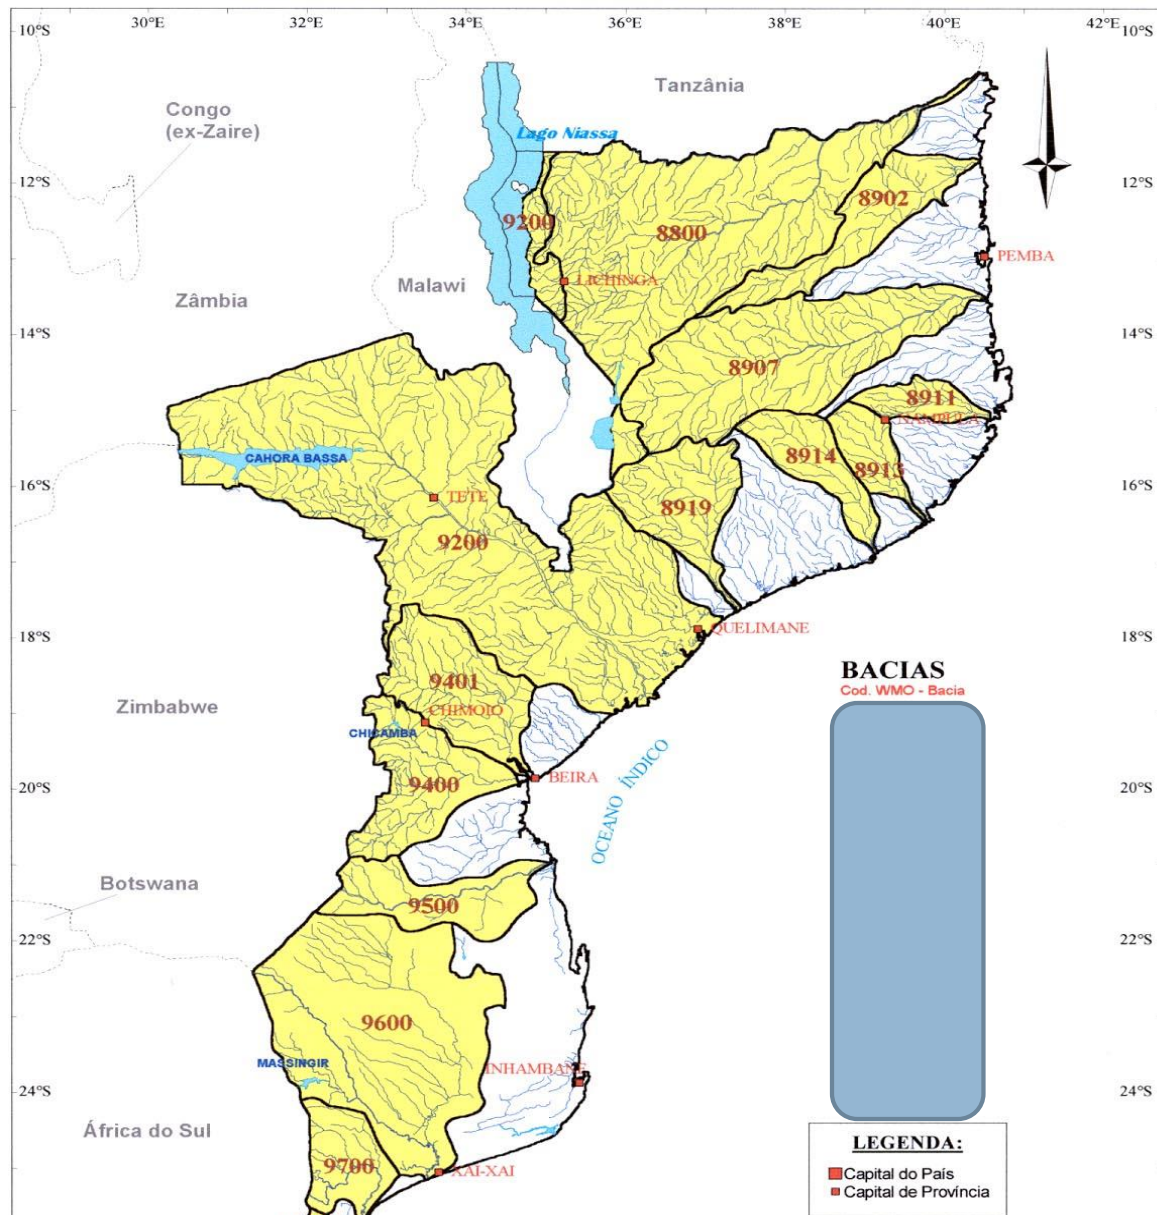 30°E 32°E 34°E 36°E 38°E 40°E 42°E
10°S 10°S
Tanzânia
Congo
(ex-Zaire)
Lago Niassa
12°S 12°S
8902
9200 8800
PEMBA
LICHINGA
Malawi
Zâmbia
14°S 14°S
8907
8911
NAMPULA
CAHORA BASSA
8914
8913
16°S 16°S
TETE
8919
9200
QUELIMANE
18°S 18°S
BACIAS
Cod. WMO - Bacia
9401
Zimbabwe
CHIMOIO
CHICAMBA
9400
BEIRA
OCEANO ÍNDICO
20°S 20°S
Botswana
9500
22°S 22°S
9600
MASSINGIR
INHAMBANE
24°S 24°S
África do Sul
LEGENDA:
9700
XAI-XAI
Capital do País
Capital de Província